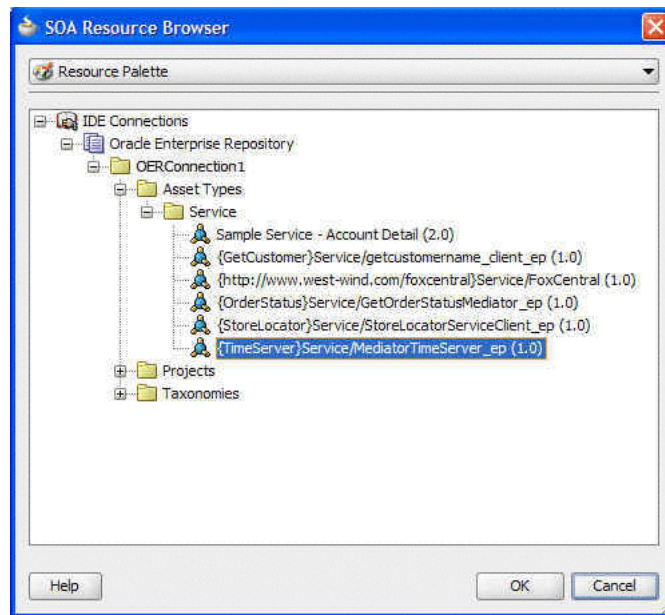 SOA Resource Browser
Resource Palette
IDE Connections
Oracle Enterprise Repository
OERConnection1
Asset Types
Service
Sample Service - Account Detail (2.0)
{GetCustomer}Service/getcustomername_client_ep (1.0)
{http://www.west-wind.com/foxcentral}Service/FoxCentral (1.0)
{OrderStatus}Service/GetOrderStatusMediator_ep (1.0)
{StoreLocator}Service/StoreLocatorServiceClient_ep (1.0)
{TimeServer}Service/MediatorTimeServer_ep (1.0)
Projects
Taxonomies
Help OK Cancel